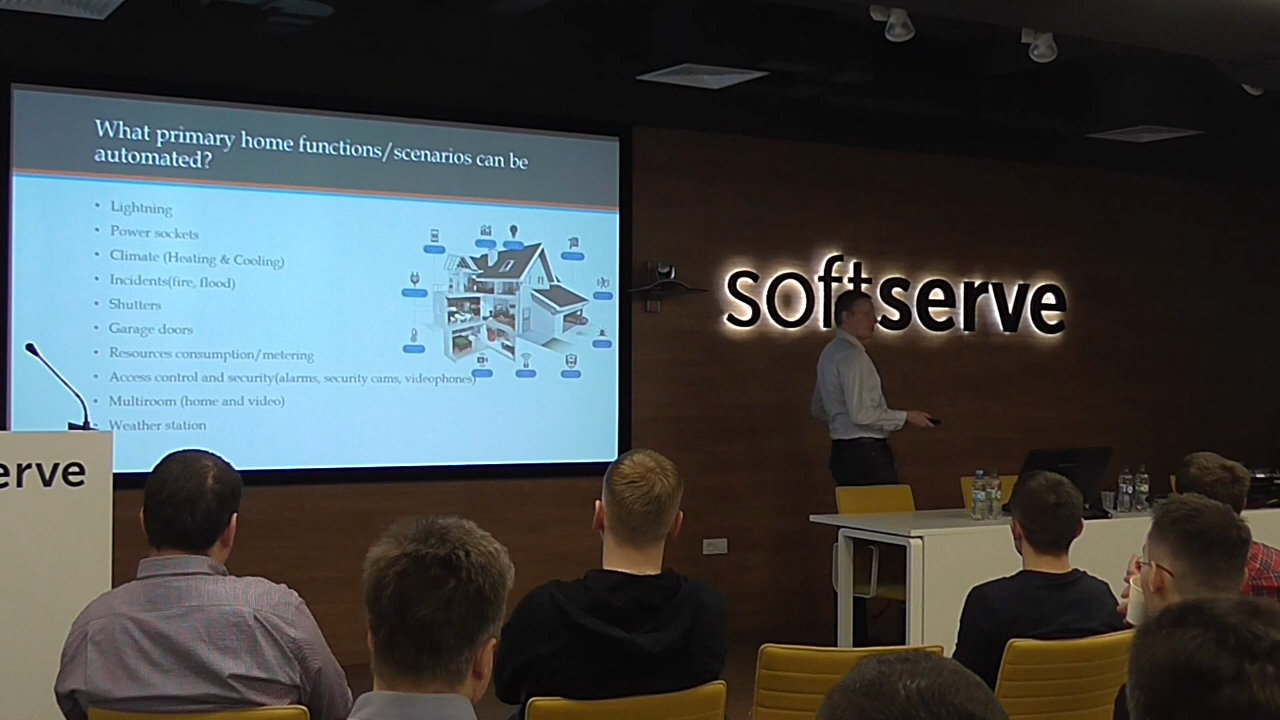 What primary home functions/scenarios can be
automated?
• Lightning
• Power sockets
• Climate (Heating & Cooling)
• Incidents(fire, flood)
• Shutters
• Garage doors
• Resources consumption/metering
• Access control and security(alarms, security cams, videophones)
• Multiroom (home and video)
• Weather station
softserve
erve